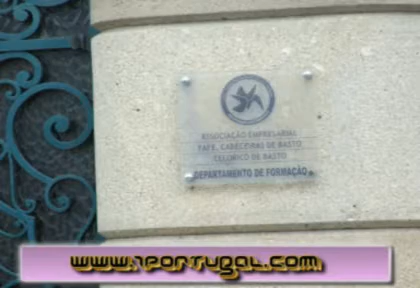 ASSOCIAÇÃO EMPRESARIAL
FAFE, CABECEIRAS DE BASTO
CELORICO DE BASTO
DEPARTAMENTO DE FORMAÇÃO
www.1portugal.com